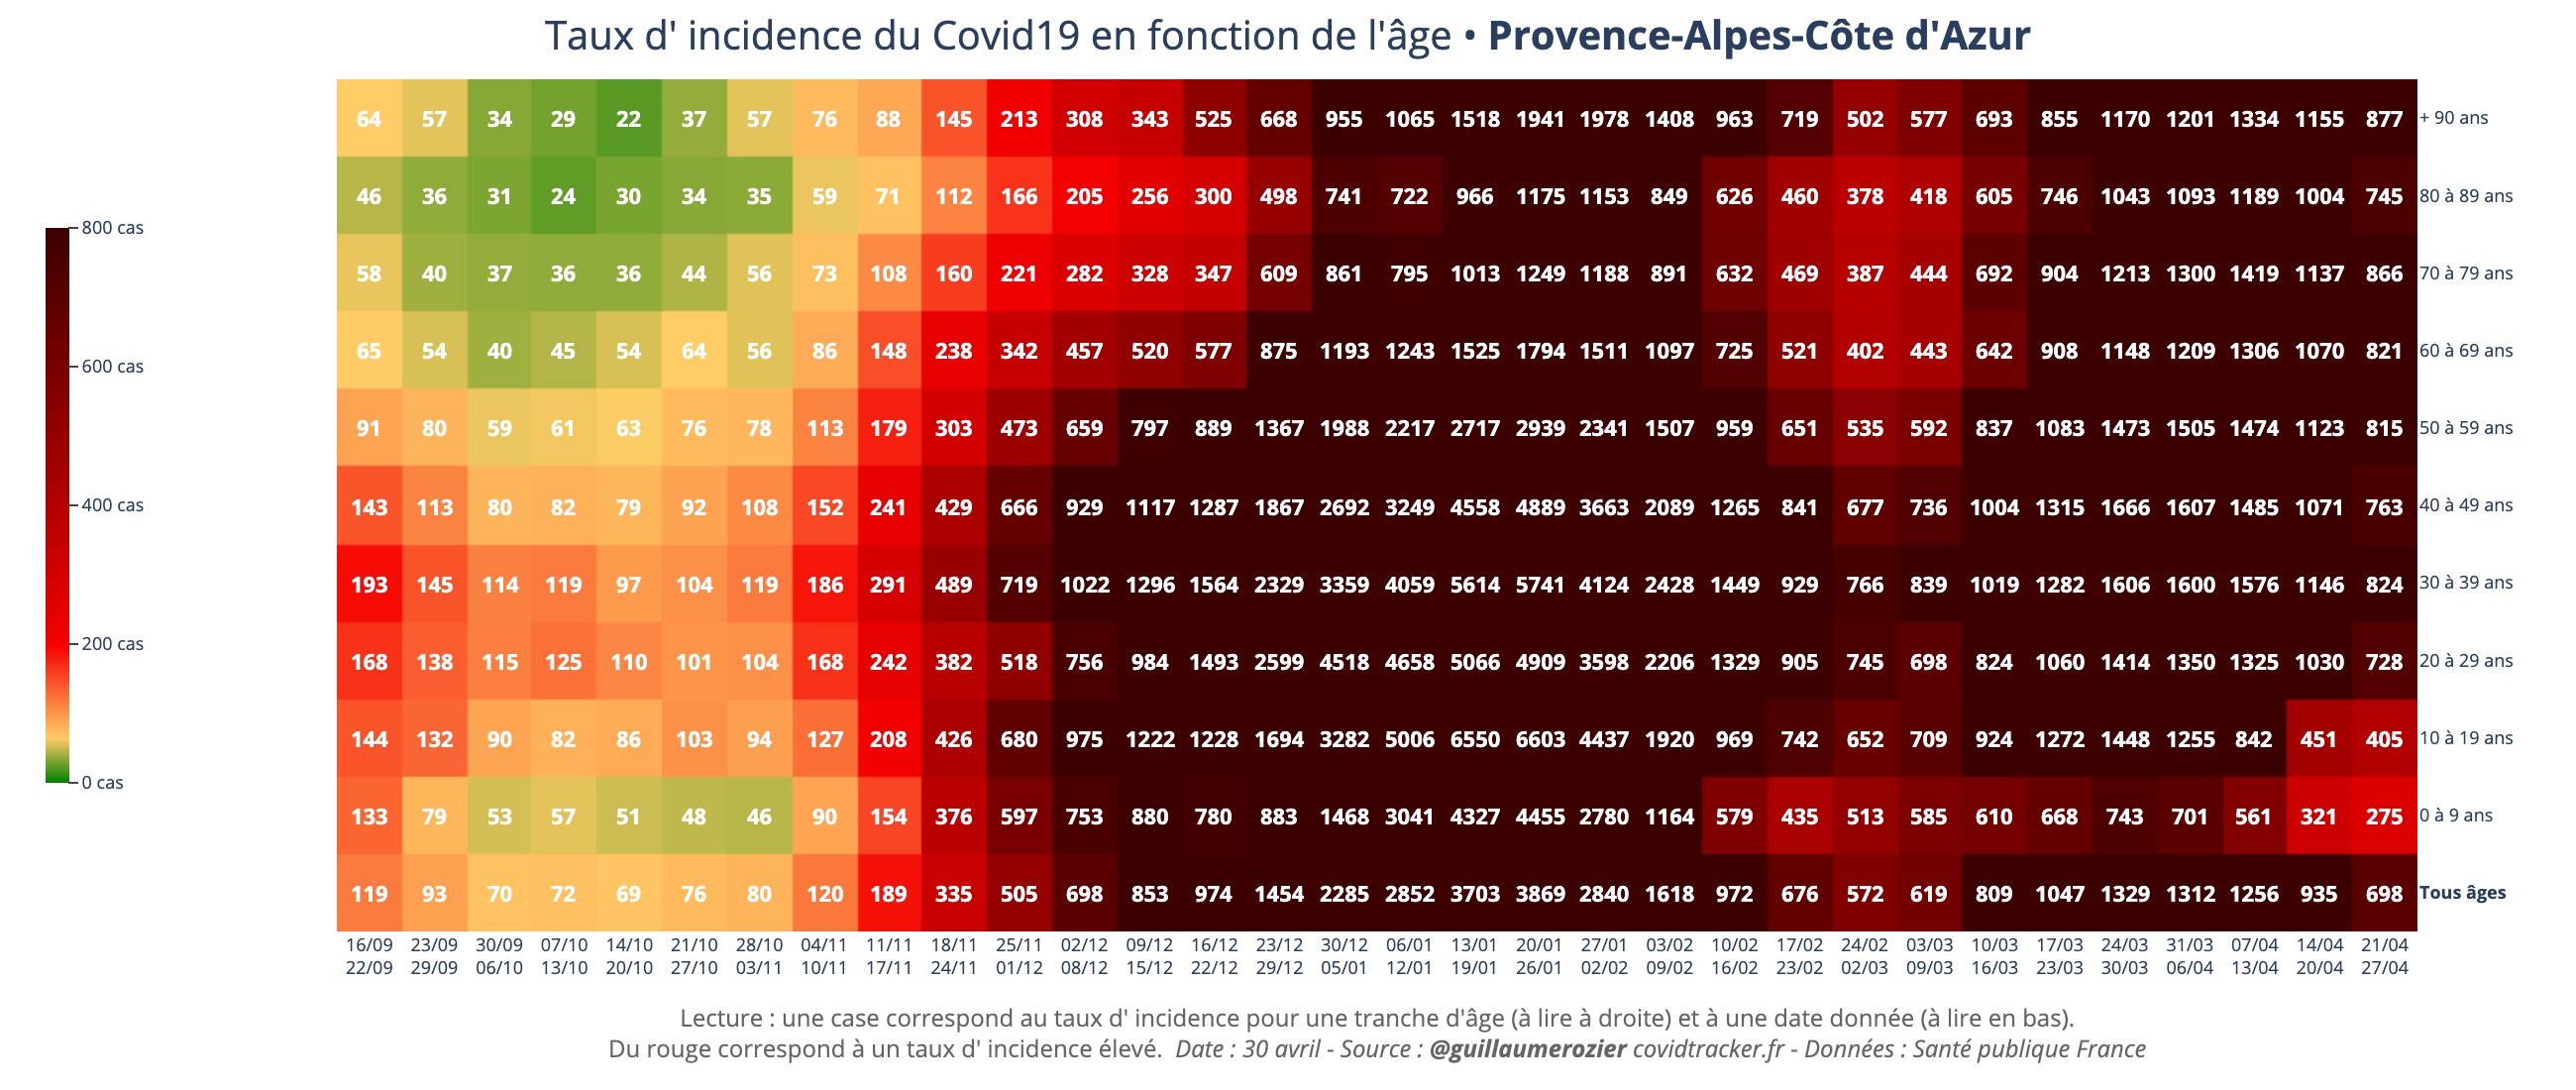 Taux d' incidence du Covid19 en fonction de l'âge • Provence-Alpes-Côte d'Azur
64 57 34 29 22 37 57 76 88 145 213 308 343 525 668 955 1065 1518 1941 1978 1408 963 719 502 577 693 855 1170 1201 1334 1155 877 + 90 ans
46 36 31 24 30 34 35 59 71 112 166 205 256 300 498 741 722 966 1175 1153 849 626 460 378 418 605 746 1043 1093 1189 1004 745 80 à 89 ans
58 40 37 36 36 44 56 73 108 160 221 282 328 347 609 861 795 1013 1249 1188 891 632 469 387 444 692 904 1213 1300 1419 1137 866 70 à 79 ans
65 54 40 45 54 64 56 86 148 238 342 457 520 577 875 1193 1243 1525 1794 1511 1097 725 521 402 443 642 908 1148 1209 1306 1070 821 60 à 69 ans
91 80 59 61 63 76 78 113 179 303 473 659 797 889 1367 1988 2217 2717 2939 2341 1507 959 651 535 592 837 1083 1473 1505 1474 1123 815 50 à 59 ans
143 113 80 82 79 92 108 152 241 429 666 929 1117 1287 1867 2692 3249 4558 4889 3663 2089 1265 841 677 736 1004 1315 1666 1607 1485 1071 763 40 à 49 ans
193 145 114 119 97 104 119 186 291 489 719 1022 1296 1564 2329 3359 4059 5614 5741 4124 2428 1449 929 766 839 1019 1282 1606 1600 1576 1146 824 30 à 39 ans
168 138 115 125 110 101 104 168 242 382 518 756 984 1493 2599 4518 4658 5066 4909 3598 2206 1329 905 745 698 824 1060 1414 1350 1325 1030 728 20 à 29 ans
144 132 90 82 86 103 94 127 208 426 680 975 1222 1228 1694 3282 5006 6550 6603 4437 1920 969 742 652 709 924 1272 1448 1255 842 451 405 10 à 19 ans
133 79 53 57 51 48 46 90 154 376 597 753 880 780 883 1468 3041 4327 4455 2780 1164 579 435 513 585 610 668 743 701 561 321 275 0 à 9 ans
119 93 70 72 69 76 80 120 189 335 505 698 853 974 1454 2285 2852 3703 3869 2840 1618 972 676 572 619 809 1047 1329 1312 1256 935 698 Tous âges
16/09 23/09 30/09 07/10 14/10 21/10 28/10 04/11 11/11 18/11 25/11 02/12 09/12 16/12 23/12 30/12 06/01 13/01 20/01 27/01 03/02 10/02 17/02 24/02 03/03 10/03 17/03 24/03 31/03 07/04 14/04 21/04
22/09 29/09 06/10 13/10 20/10 27/10 03/11 10/11 17/11 24/11 01/12 08/12 15/12 22/12 29/12 05/01 12/01 19/01 26/01 02/02 09/02 16/02 23/02 02/03 09/03 16/03 23/03 30/03 06/04 13/04 20/04 27/04
800 cas
600 cas
400 cas
200 cas
0 cas
Lecture : une case correspond au taux d' incidence pour une tranche d'âge (à lire à droite) et à une date donnée (à lire en bas).
Du rouge correspond à un taux d' incidence élevé. Date : 30 avril - Source : @guillaumerozier covidtracker.fr - Données : Santé publique France